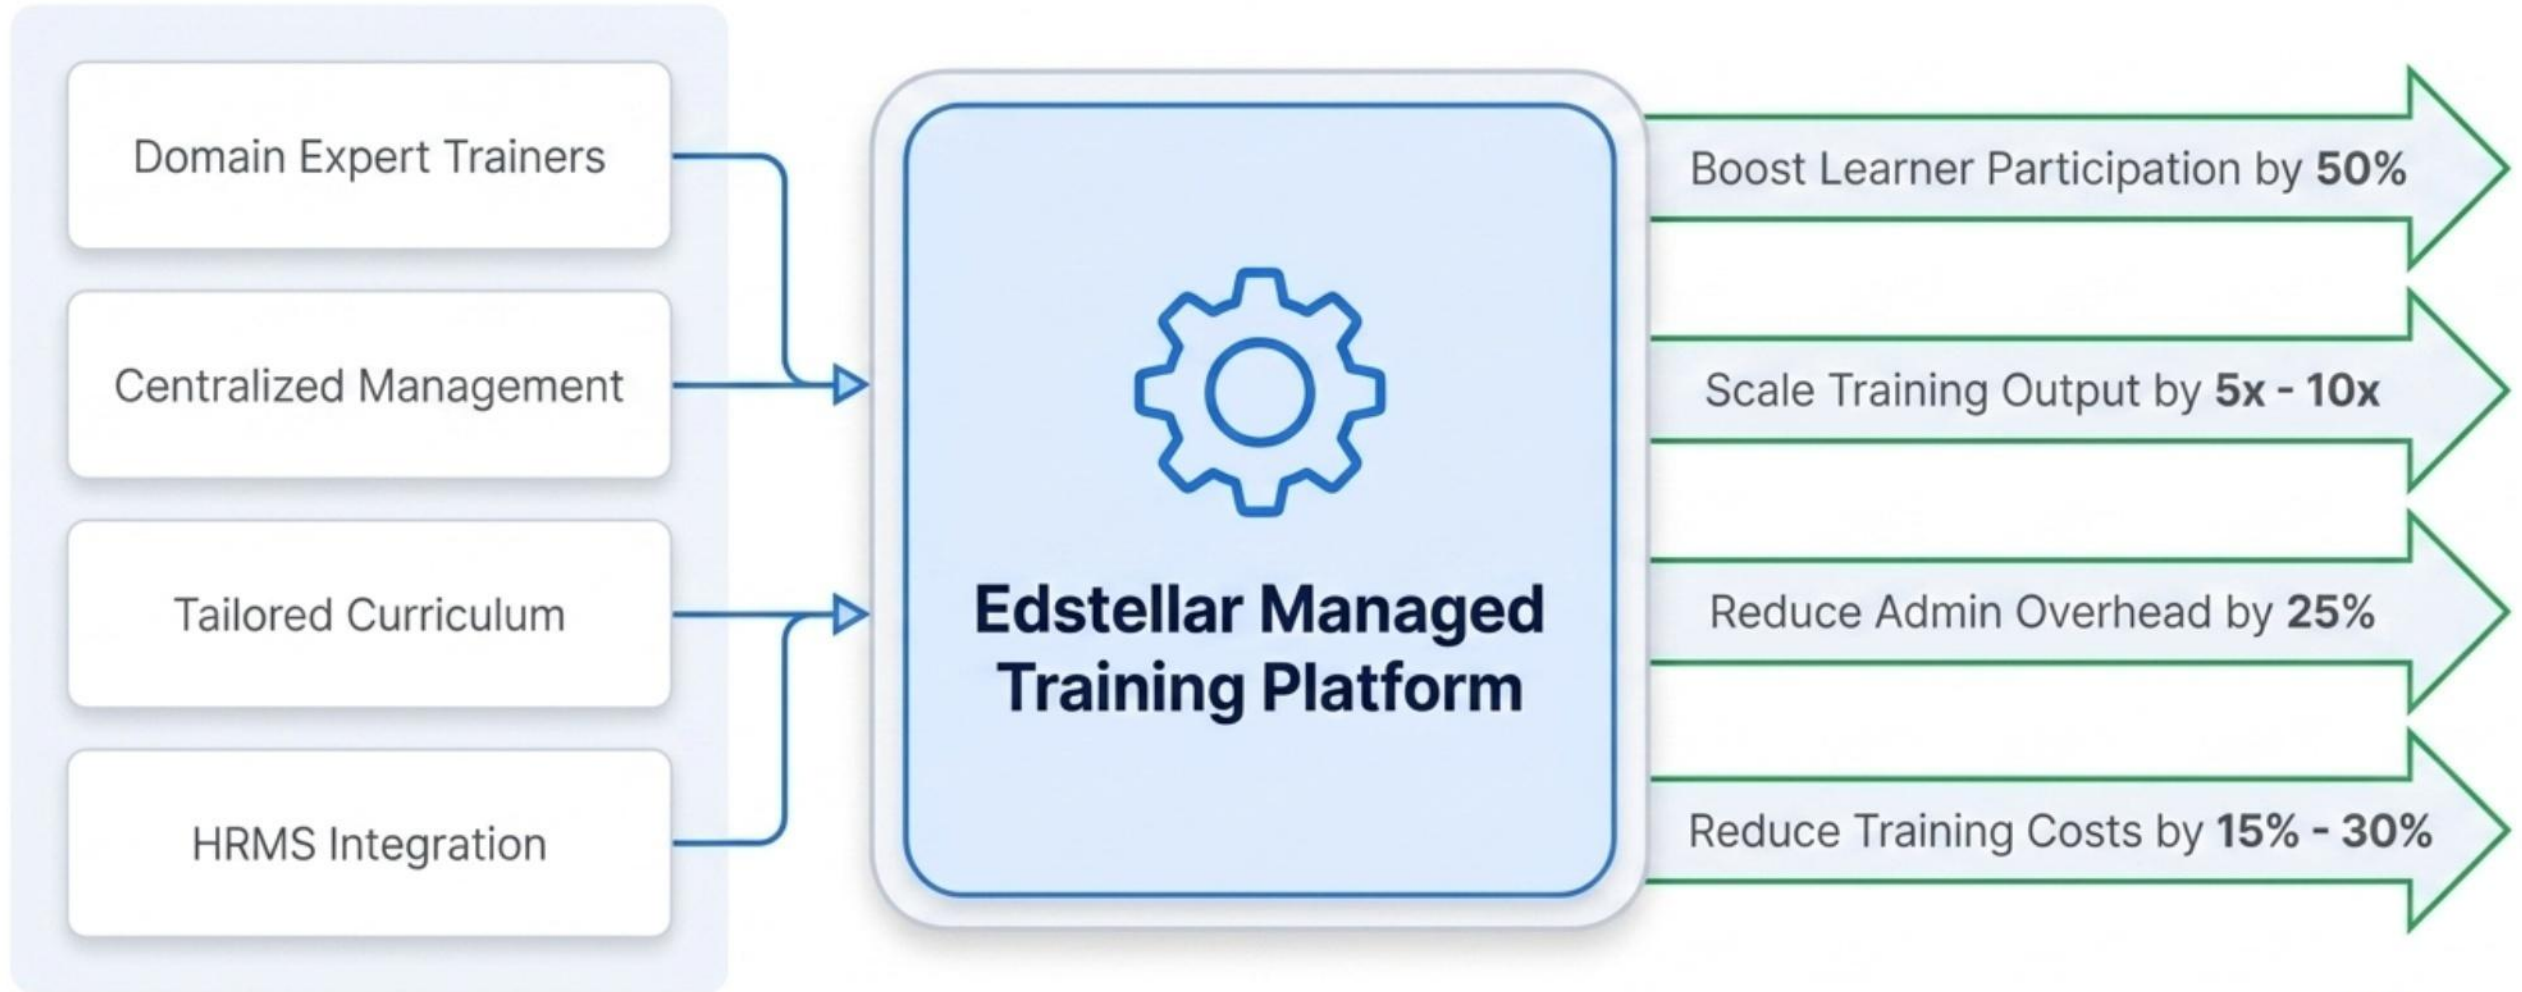 Domain Expert Trainers
Centralized Management
Tailored Curriculum
HRMS Integration
Edstellar Managed
Training Platform
Boost Learner Participation by 50%
Scale Training Output by 5x - 10x
Reduce Admin Overhead by 25%
Reduce Training Costs by 15% - 30%